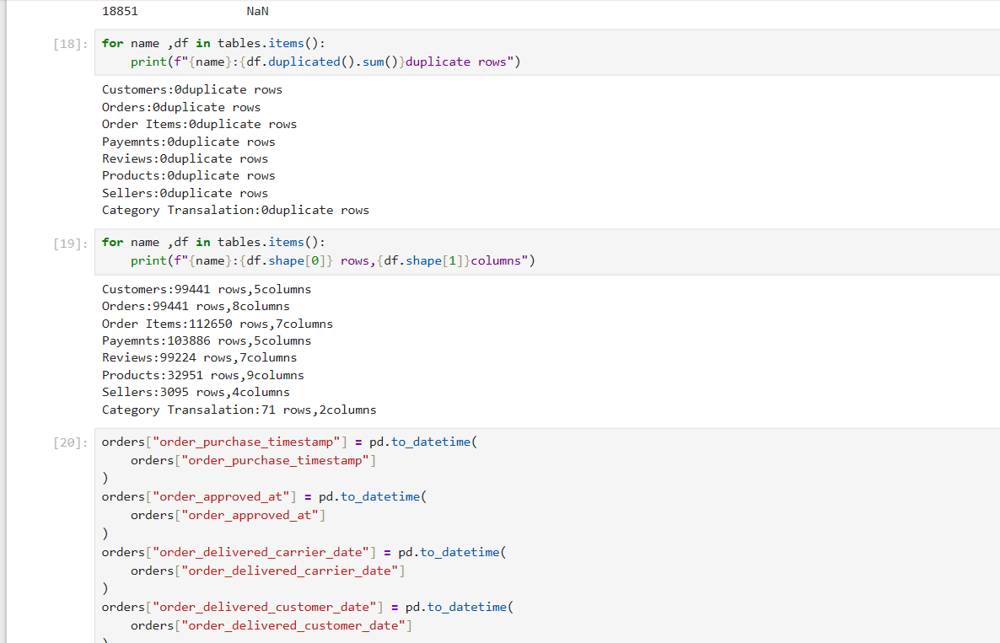 18851 NaN
[18]: for name ,df in tables.items():
print(f"{name}:{df.duplicated().sum()}duplicate rows")
Customers:0duplicate rows
Orders:0duplicate rows
Order Items:0duplicate rows
Payemnts:0duplicate rows
Reviews:0duplicate rows
Products:0duplicate rows
Sellers:0duplicate rows
Category Transalation:0duplicate rows
[19]: for name ,df in tables.items():
print(f"{name}:{df.shape[0]} rows,{df.shape[1]}columns")
Customers:99441 rows,5columns
Orders:99441 rows,8columns
Order Items:112650 rows,7columns
Payemnts:103886 rows,5columns
Reviews:99224 rows,7columns
Products:32951 rows,9columns
Sellers:3095 rows,4columns
Category Transalation:71 rows,2columns
[20]: orders["order_purchase_timestamp"] = pd.to_datetime(
orders["order_purchase_timestamp"]
)
orders["order_approved_at"] = pd.to_datetime(
orders["order_approved_at"]
)
orders["order_delivered_carrier_date"] = pd.to_datetime(
orders["order_delivered_carrier_date"]
)
orders["order_delivered_customer_date"] = pd.to_datetime(
orders["order_delivered_customer_date"]
)